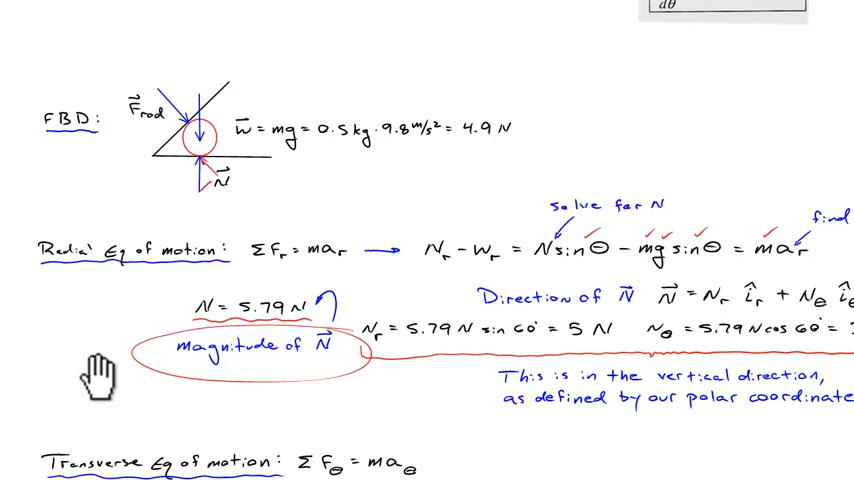 dθ
FBD:
F⃗rod
w⃗ = mg = 0.5 kg · 9.8 m/s² = 4.9 N
N⃗
solve for N
find
Radial Eq of motion: ΣFr = mar → Nr - Wr = N sin θ - mg sin θ = mar
N = 5.79 N
Direction of N⃗ N⃗ = Nr îr + Nθ îθ
magnitude of N⃗
Nr = 5.79 N sin 60° = 5 N Nθ = 5.79 N cos 60° =
This is in the vertical direction,
as defined by our polar coordinate
Transverse Eq of motion: ΣFθ = maθ